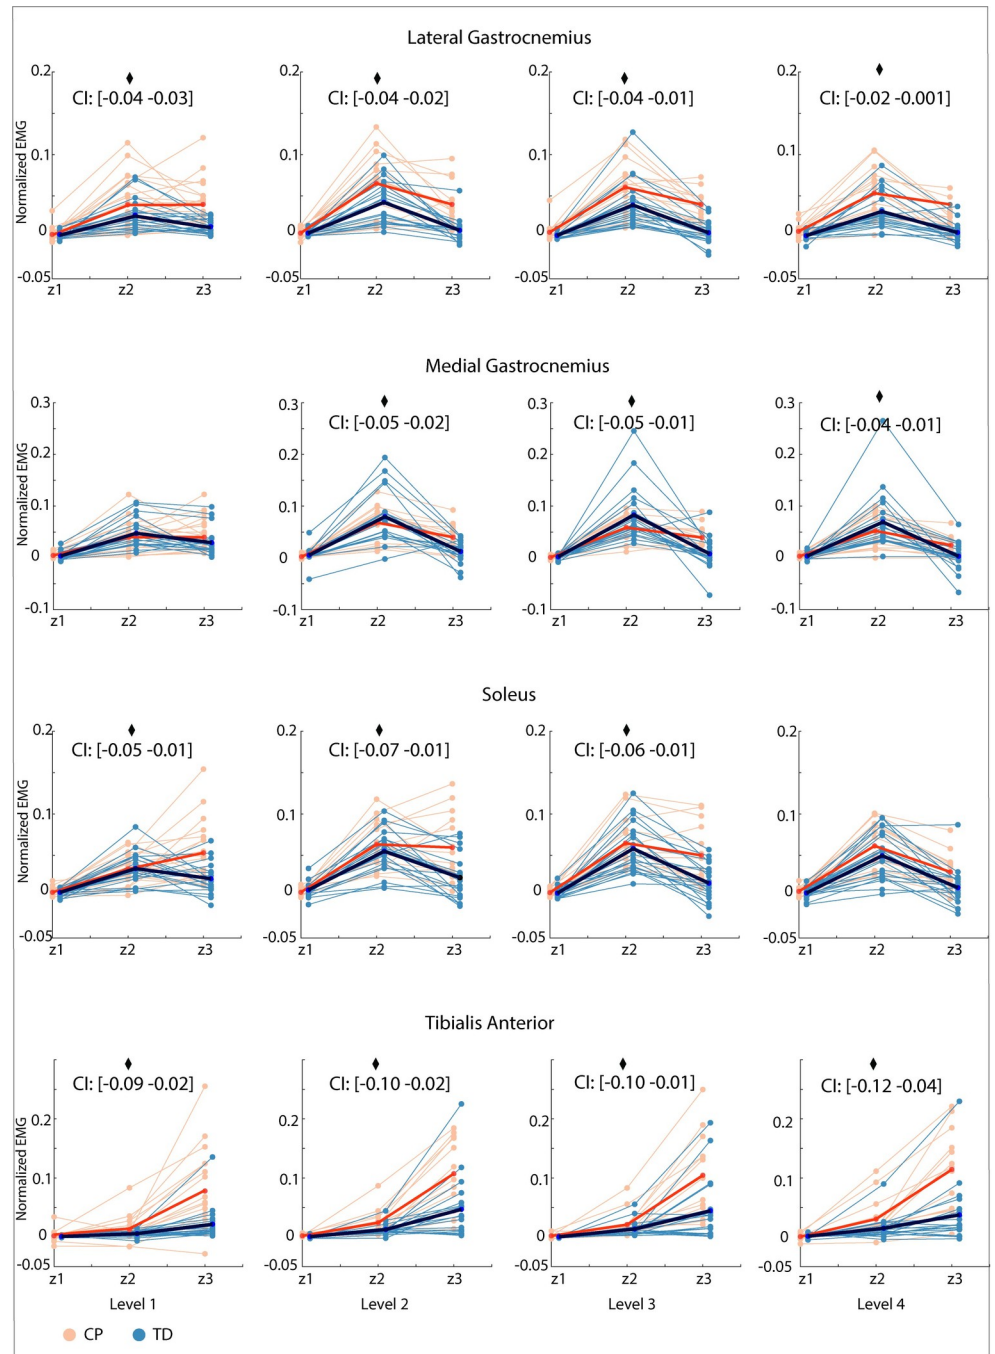 Lateral Gastrocnemius
0.2 0.2 0.2 0.2
CI: [-0.04 -0.03] CI: [-0.04 -0.02] CI: [-0.04 -0.01] CI: [-0.02 -0.001]
Normalized EMG
0.1 0.1 0.1 0.1
0 0 0 0
-0.05 -0.05 -0.05 -0.05
z1 z2 z3 z1 z2 z3 z1 z2 z3 z1 z2 z3
Medial Gastrocnemius
0.3 0.3 0.3 0.3
CI: [-0.05 -0.02] CI: [-0.05 -0.01] CI: [-0.04 -0.01]
Normalized EMG
0.2 0.2 0.2 0.2
0.1 0.1 0.1 0.1
0 0 0 0
-0.1 -0.1 -0.1 -0.1
z1 z2 z3 z1 z2 z3 z1 z2 z3 z1 z2 z3
Soleus
0.2 0.2 0.2 0.2
CI: [-0.05 -0.01] CI: [-0.07 -0.01] CI: [-0.06 -0.01]
Normalized EMG
0.1 0.1 0.1 0.1
0 0 0 0
-0.05 -0.05 -0.05 -0.05
z1 z2 z3 z1 z2 z3 z1 z2 z3 z1 z2 z3
Tibialis Anterior
CI: [-0.09 -0.02] CI: [-0.10 -0.02] CI: [-0.10 -0.01] CI: [-0.12 -0.04]
Normalized EMG
0.2 0.2 0.2 0.2
0.1 0.1 0.1 0.1
0 0 0 0
-0.05 -0.05 -0.05 -0.05
z1 z2 z3 z1 z2 z3 z1 z2 z3 z1 z2 z3
Level 1 Level 2 Level 3 Level 4
CP TD